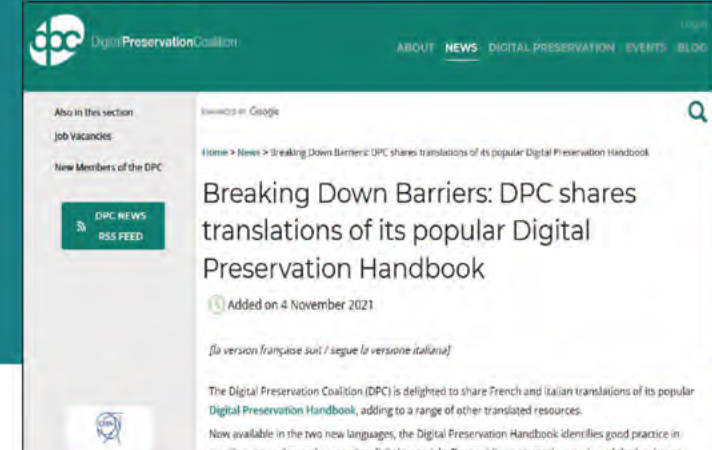 dpc
Digital Preservation Coalition
Login
ABOUT NEWS DIGITAL PRESERVATION EVENTS BLOG
Also in this section
Job Vacancies
New Members of the DPC
DPC NEWS
RSS FEED
Google
Home > News > Breaking Down Barriers: DPC shares translations of its popular Digital Preservation Handbook
Breaking Down Barriers: DPC shares
translations of its popular Digital
Preservation Handbook
Added on 4 November 2021
[la version française suit / segue la versione italiana]
The Digital Preservation Coalition (DPC) is delighted to share French and Italian translations of its popular
Digital Preservation Handbook, adding to a range of other translated resources.
Now available in the two new languages, the Digital Preservation Handbook identifies good practice in